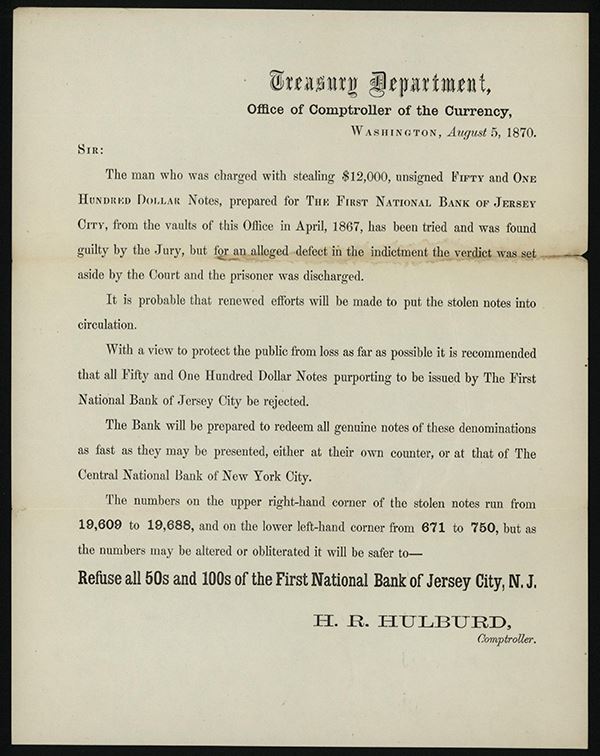 Treasury Department,
Office of Comptroller of the Currency,
Washington, August 5, 1870.
Sir:
The man who was charged with stealing $12,000, unsigned Fifty and One
Hundred Dollar Notes, prepared for The First National Bank of Jersey
City, from the vaults of this Office in April, 1867, has been tried and was found
guilty by the Jury, but for an alleged defect in the indictment the verdict was set
aside by the Court and the prisoner was discharged.
It is probable that renewed efforts will be made to put the stolen notes into
circulation.
With a view to protect the public from loss as far as possible it is recommended
that all Fifty and One Hundred Dollar Notes purporting to be issued by The First
National Bank of Jersey City be rejected.
The Bank will be prepared to redeem all genuine notes of these denominations
as fast as they may be presented, either at their own counter, or at that of The
Central National Bank of New York City.
The numbers on the upper right-hand corner of the stolen notes run from
19,609 to 19,688, and on the lower left-hand corner from 671 to 750, but as
the numbers may be altered or obliterated it will be safer to—
Refuse all 50s and 100s of the First National Bank of Jersey City, N. J.
H. R. HULBURD,
Comptroller.